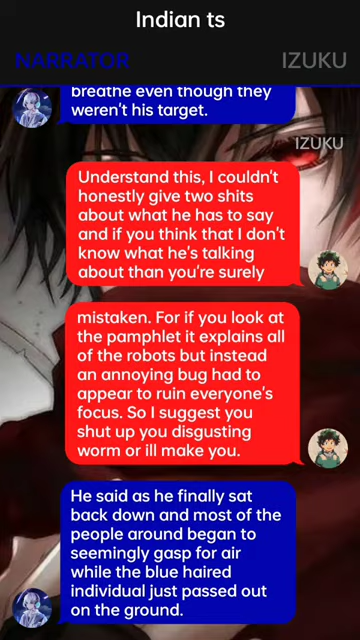 Indian ts
NARRATOR
IZUKU
breathe even though they
weren't his target.
IZUKU
Understand this, I couldn't
honestly give two shits
about what he has to say
and if you think that I don't
know what he's talking
about than you're surely
mistaken. For if you look at
the pamphlet it explains all
of the robots but instead
an annoying bug had to
appear to ruin everyone's
focus. So I suggest you
shut up you disgusting
worm or ill make you.
He said as he finally sat
back down and most of the
people around began to
seemingly gasp for air
while the blue haired
individual just passed out
on the ground.